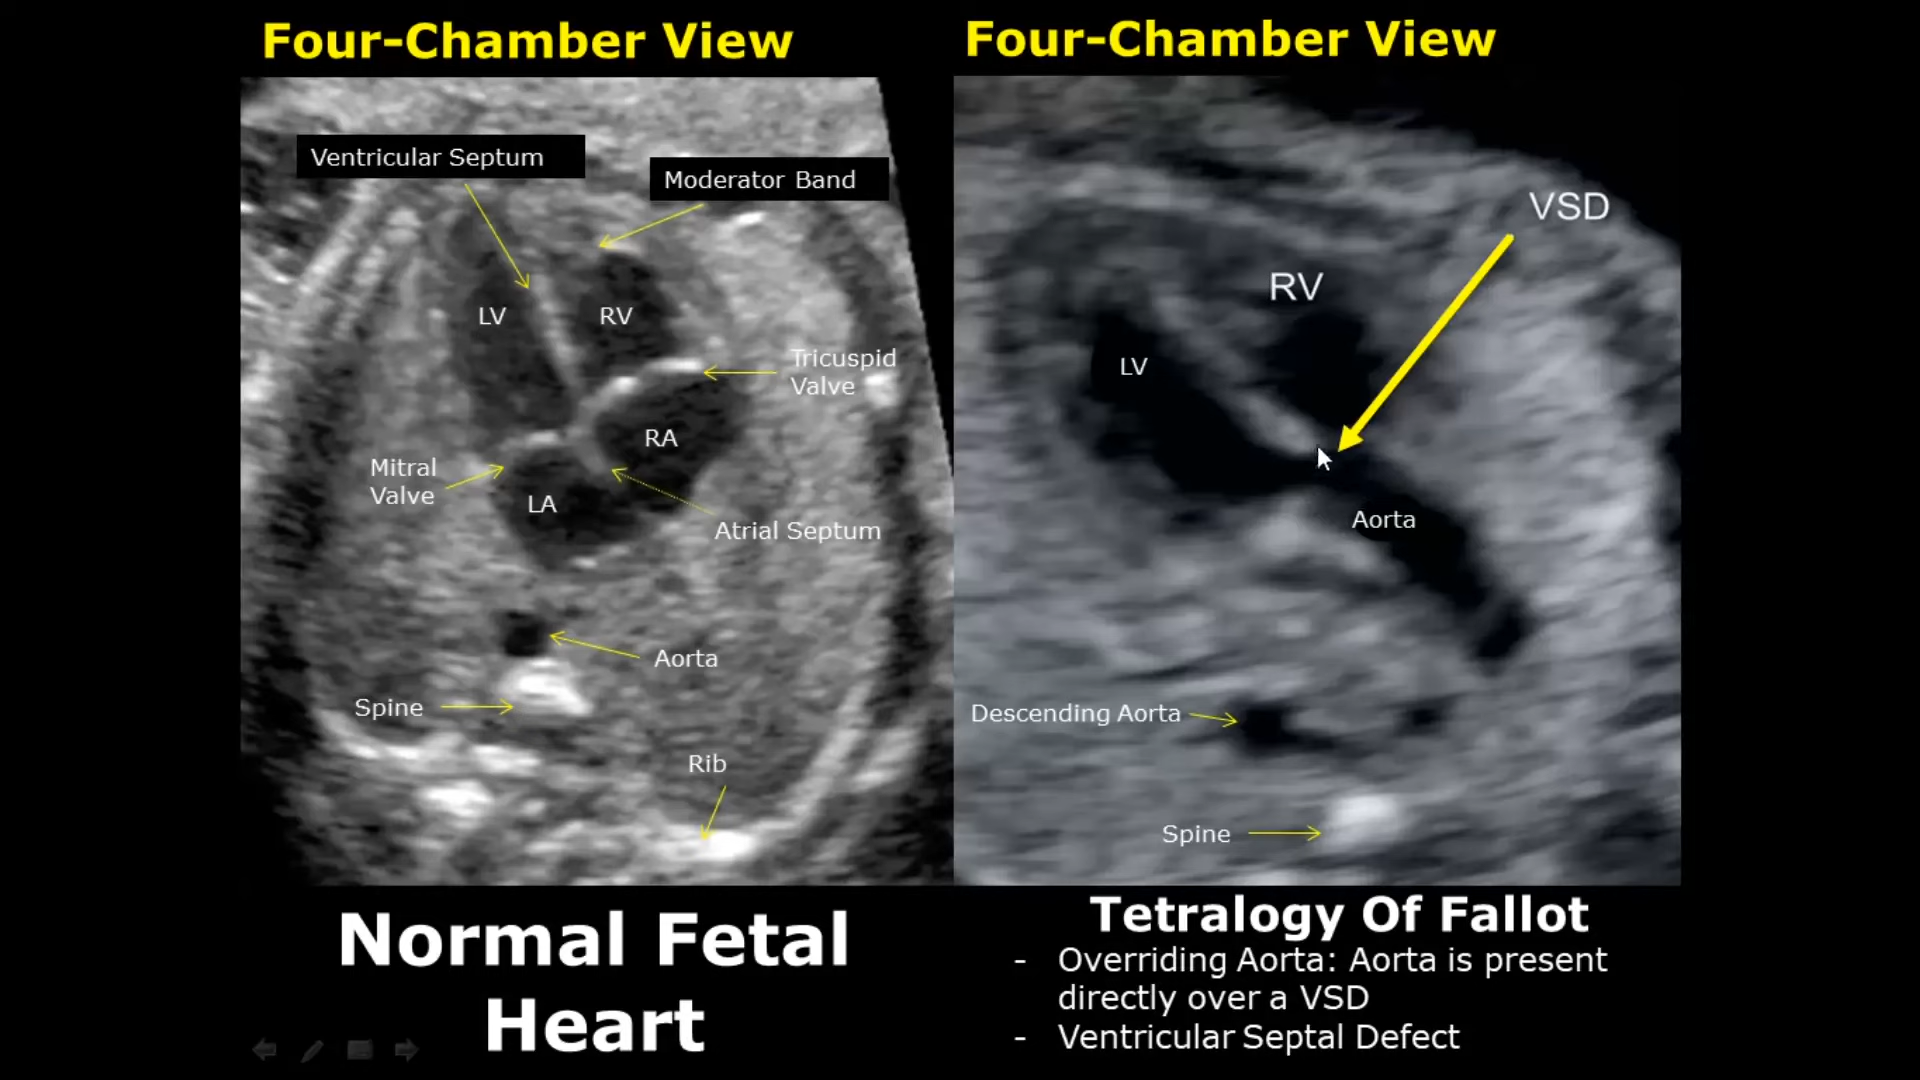 Four-Chamber View
Ventricular Septum
Moderator Band
LV
RV
Tricuspid
Valve
RA
Mitral
Valve
LA
Atrial Septum
Aorta
Spine
Rib
Normal Fetal
Heart
Four-Chamber View
VSD
RV
LV
Aorta
Descending Aorta
Spine
Tetralogy Of Fallot
- Overriding Aorta: Aorta is present
directly over a VSD
- Ventricular Septal Defect